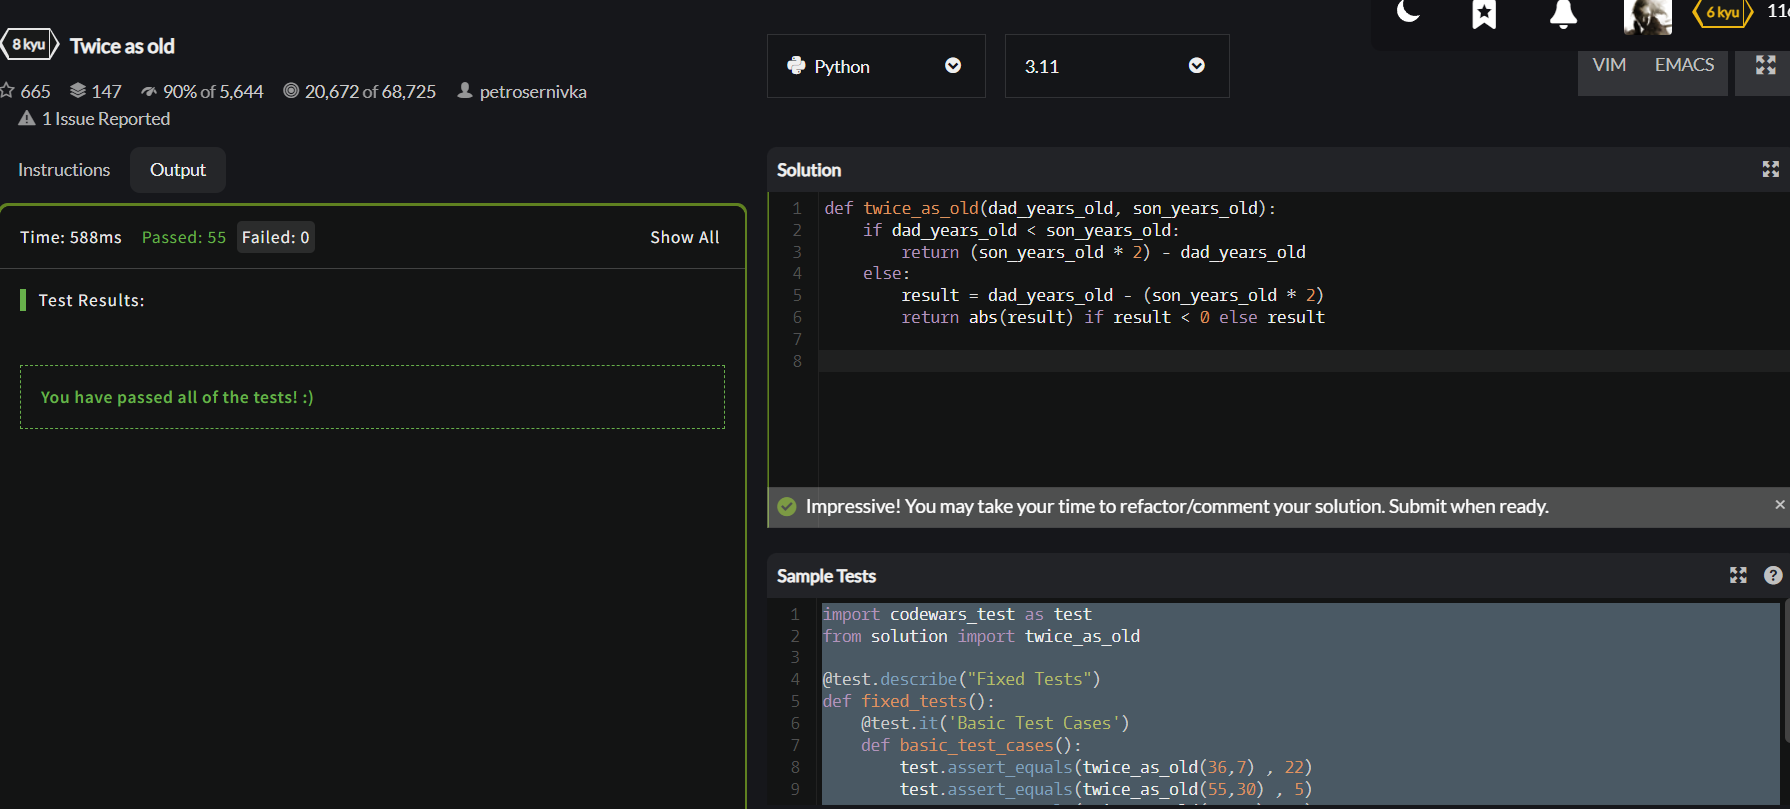 8 kyu Twice as old
665 147 90% of 5,644 20,672 of 68,725 petrosernivka
1 Issue Reported
Instructions Output
Time: 588ms Passed: 55 Failed: 0 Show All
Test Results:
You have passed all of the tests! :)
Python 3.11
6 kyu
VIM EMACS
Solution
1 def twice_as_old(dad_years_old, son_years_old):
2     if dad_years_old < son_years_old:
3         return (son_years_old * 2) - dad_years_old
4     else:
5         result = dad_years_old - (son_years_old * 2)
6         return abs(result) if result < 0 else result
7
8
Impressive! You may take your time to refactor/comment your solution. Submit when ready. ×
Sample Tests ?
1 import codewars_test as test
2 from solution import twice_as_old
3
4 @test.describe("Fixed Tests")
5 def fixed_tests():
6     @test.it('Basic Test Cases')
7     def basic_test_cases():
8         test.assert_equals(twice_as_old(36,7) , 22)
9         test.assert_equals(twice_as_old(55,30) , 5)